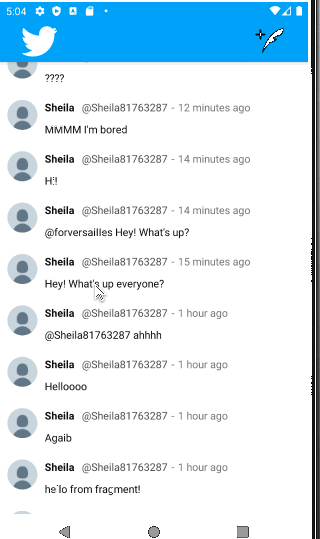 5:04
????
Sheila @Sheila81763287 - 12 minutes ago
MMMM I'm bored
Sheila @Sheila81763287 - 14 minutes ago
Hi!
Sheila @Sheila81763287 - 14 minutes ago
@forversailles Hey! What's up?
Sheila @Sheila81763287 - 15 minutes ago
Hey! What's up everyone?
Sheila @Sheila81763287 - 1 hour ago
@Sheila81763287 ahhhh
Sheila @Sheila81763287 - 1 hour ago
Helloooo
Sheila @Sheila81763287 - 1 hour ago
Agaib
Sheila @Sheila81763287 - 1 hour ago
hello from fragment!